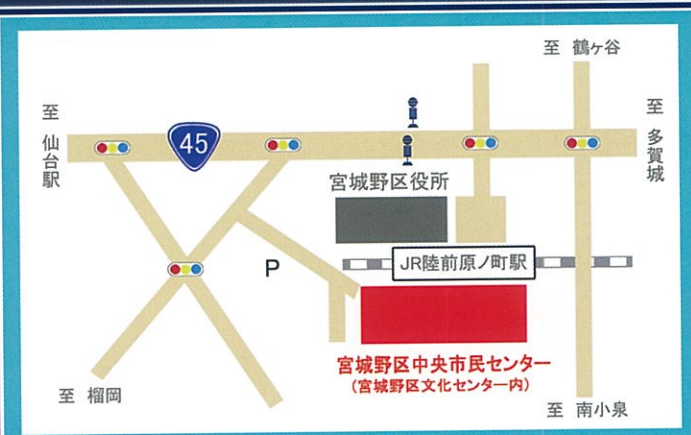 至 鶴ヶ谷
至 仙台駅
45
至 多賀城
宮城野区役所
P
JR陸前原ノ町駅
宮城野区中央市民センター
(宮城野区文化センター内)
至 榴岡
至 南小泉